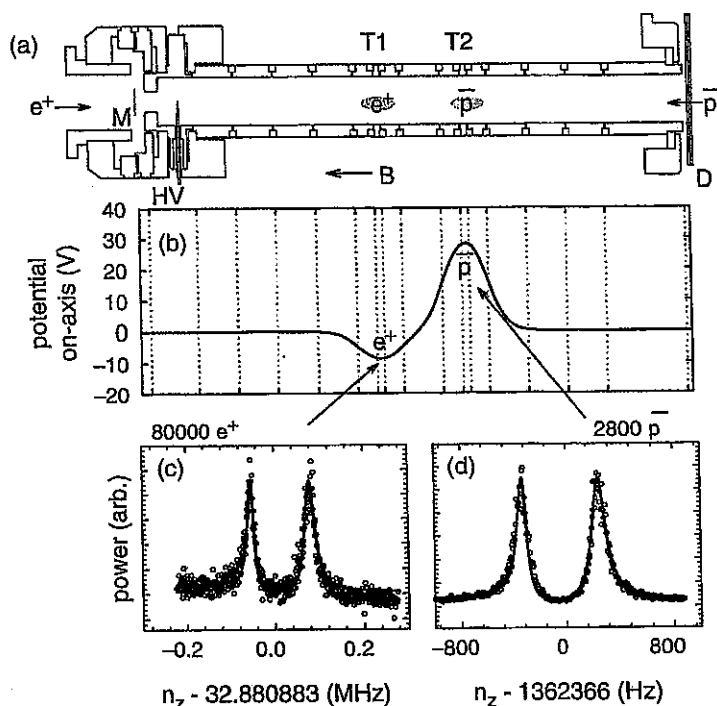 (a)
T1 T2
e+ M e+ p̅ p̅
HV B D
(b)
potential
on-axis (V)
40
30
20
10
0
−10
−20
p̅
e+
80000 e+ 2800 p̅
(c) (d)
power (arb.)
−0.2 0.0 0.2 −800 0 800
nz - 32.880883 (MHz) nz - 1362366 (Hz)